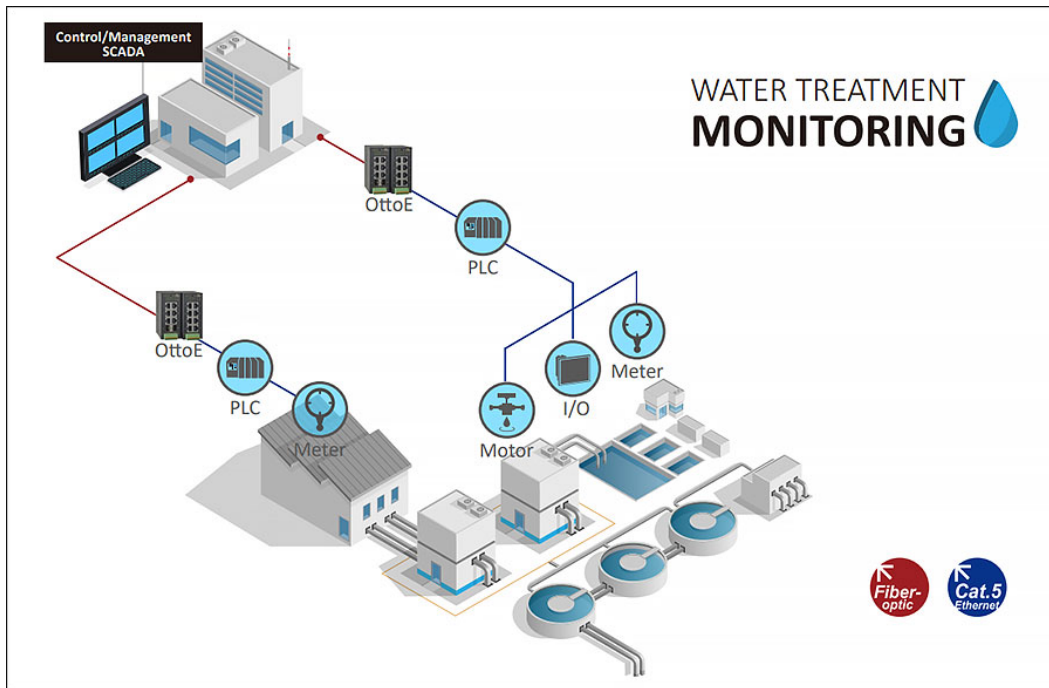 Control/Management
SCADA
WATER TREATMENT
MONITORING
OttoE
PLC
OttoE
PLC
Meter
Meter
I/O
Motor
Fiber-
optic
Cat.5
Ethernet